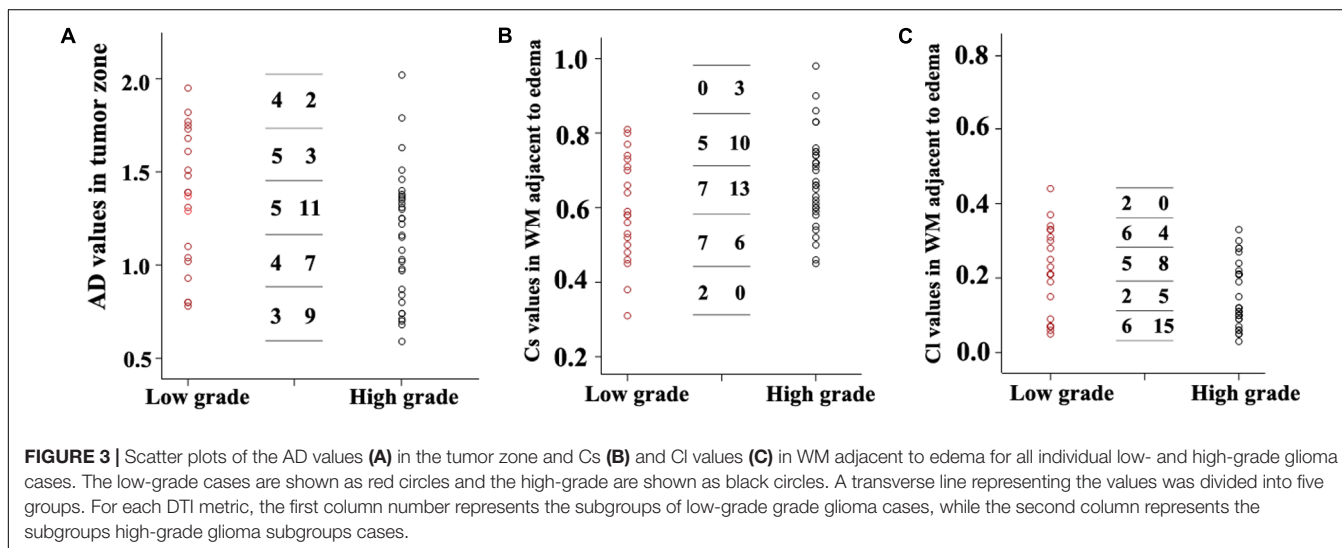 A
AD values in tumor zone
2.0
1.5
1.0
0.5
4 2
5 3
5 11
4 7
3 9
Low grade High grade
B
Cs values in WM adjacent to edema
1.0
0.8
0.6
0.4
0.2
0 3
5 10
7 13
7 6
2 0
Low grade High grade
C
Cl values in WM adjacent to edema
0.8
0.6
0.4
0.2
0.0
2 0
6 4
5 8
2 5
6 15
Low grade High grade
FIGURE 3 | Scatter plots of the AD values (A) in the tumor zone and Cs (B) and Cl values (C) in WM adjacent to edema for all individual low- and high-grade glioma
cases. The low-grade cases are shown as red circles and the high-grade are shown as black circles. A transverse line representing the values was divided into five
groups. For each DTI metric, the first column number represents the subgroups of low-grade grade glioma cases, while the second column represents the
subgroups high-grade glioma subgroups cases.